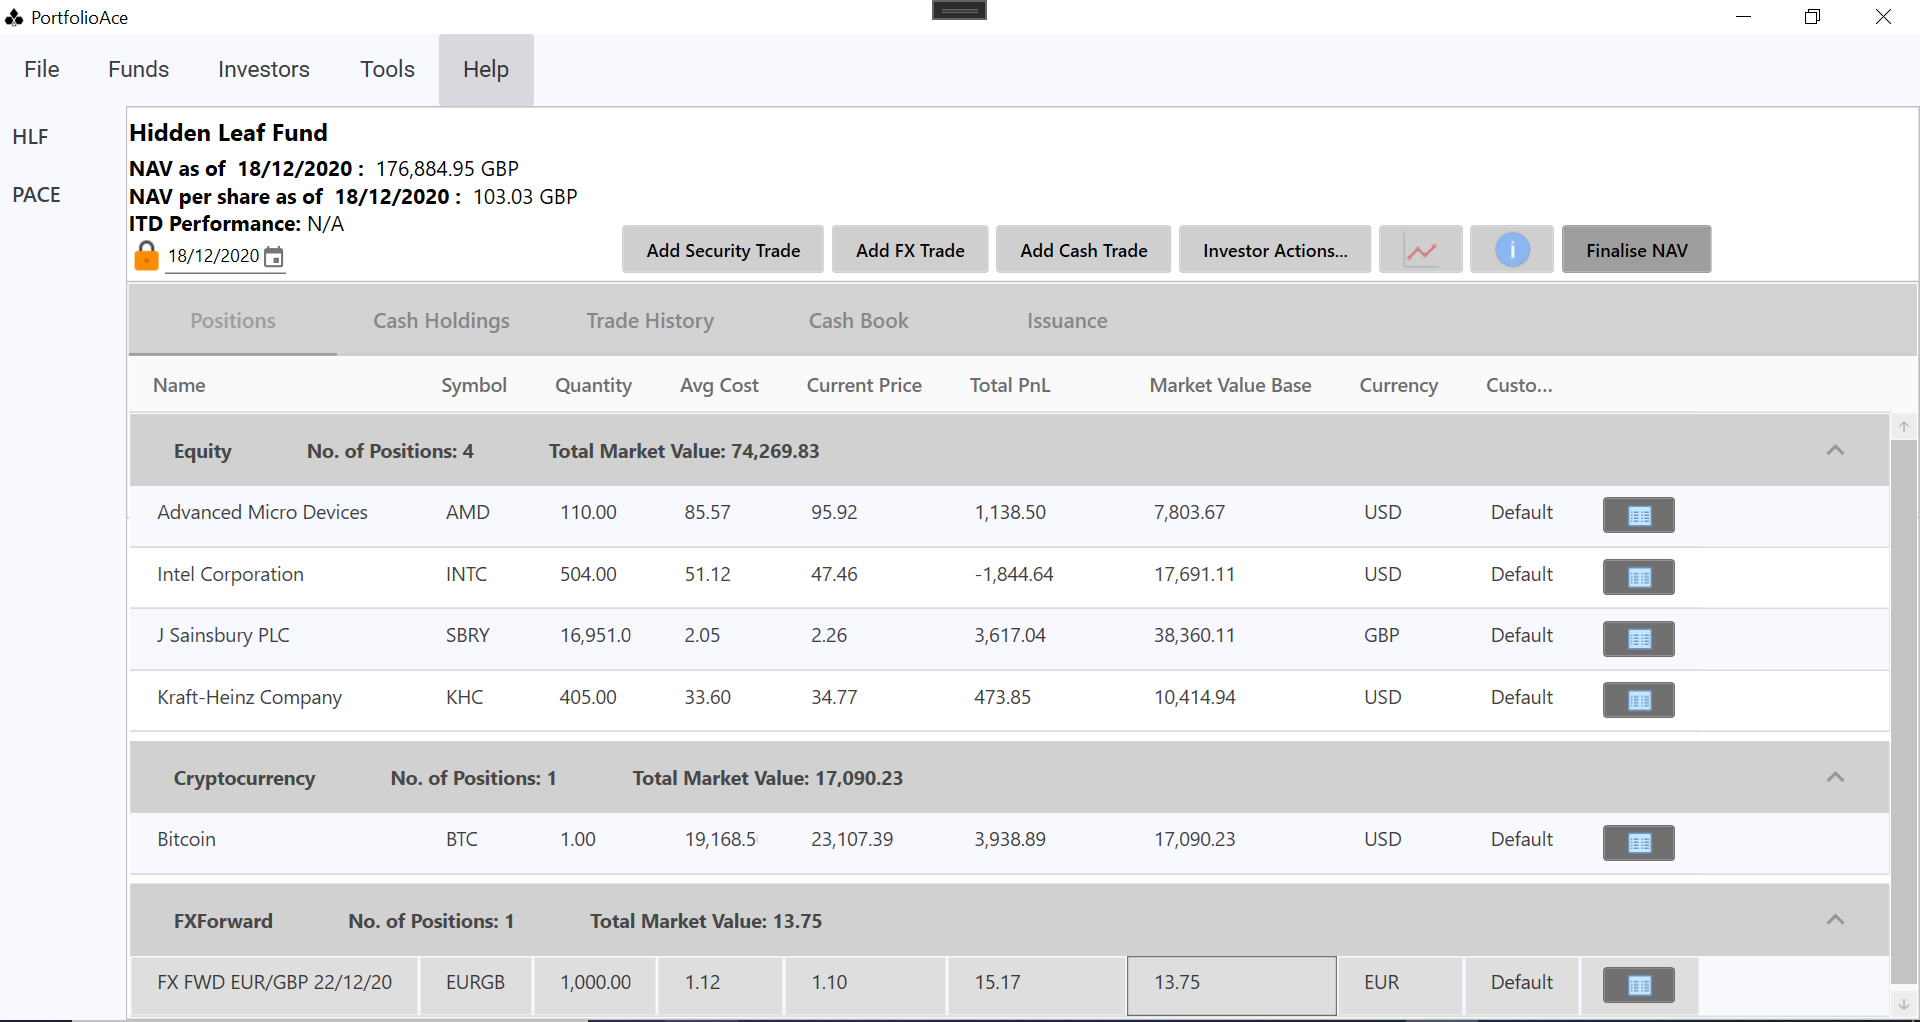 PortfolioAce
File Funds Investors Tools Help
HLF
PACE
Hidden Leaf Fund
NAV as of 18/12/2020 : 176,884.95 GBP
NAV per share as of 18/12/2020 : 103.03 GBP
ITD Performance: N/A
18/12/2020
Add Security Trade Add FX Trade Add Cash Trade Investor Actions... Finalise NAV
Positions Cash Holdings Trade History Cash Book Issuance
Name Symbol Quantity Avg Cost Current Price Total PnL Market Value Base Currency Custo...
Equity No. of Positions: 4 Total Market Value: 74,269.83
Advanced Micro Devices AMD 110.00 85.57 95.92 1,138.50 7,803.67 USD Default
Intel Corporation INTC 504.00 51.12 47.46 -1,844.64 17,691.11 USD Default
J Sainsbury PLC SBRY 16,951.0 2.05 2.26 3,617.04 38,360.11 GBP Default
Kraft-Heinz Company KHC 405.00 33.60 34.77 473.85 10,414.94 USD Default
Cryptocurrency No. of Positions: 1 Total Market Value: 17,090.23
Bitcoin BTC 1.00 19,168.5 23,107.39 3,938.89 17,090.23 USD Default
FXForward No. of Positions: 1 Total Market Value: 13.75
FX FWD EUR/GBP 22/12/20 EURGB 1,000.00 1.12 1.10 15.17 13.75 EUR Default